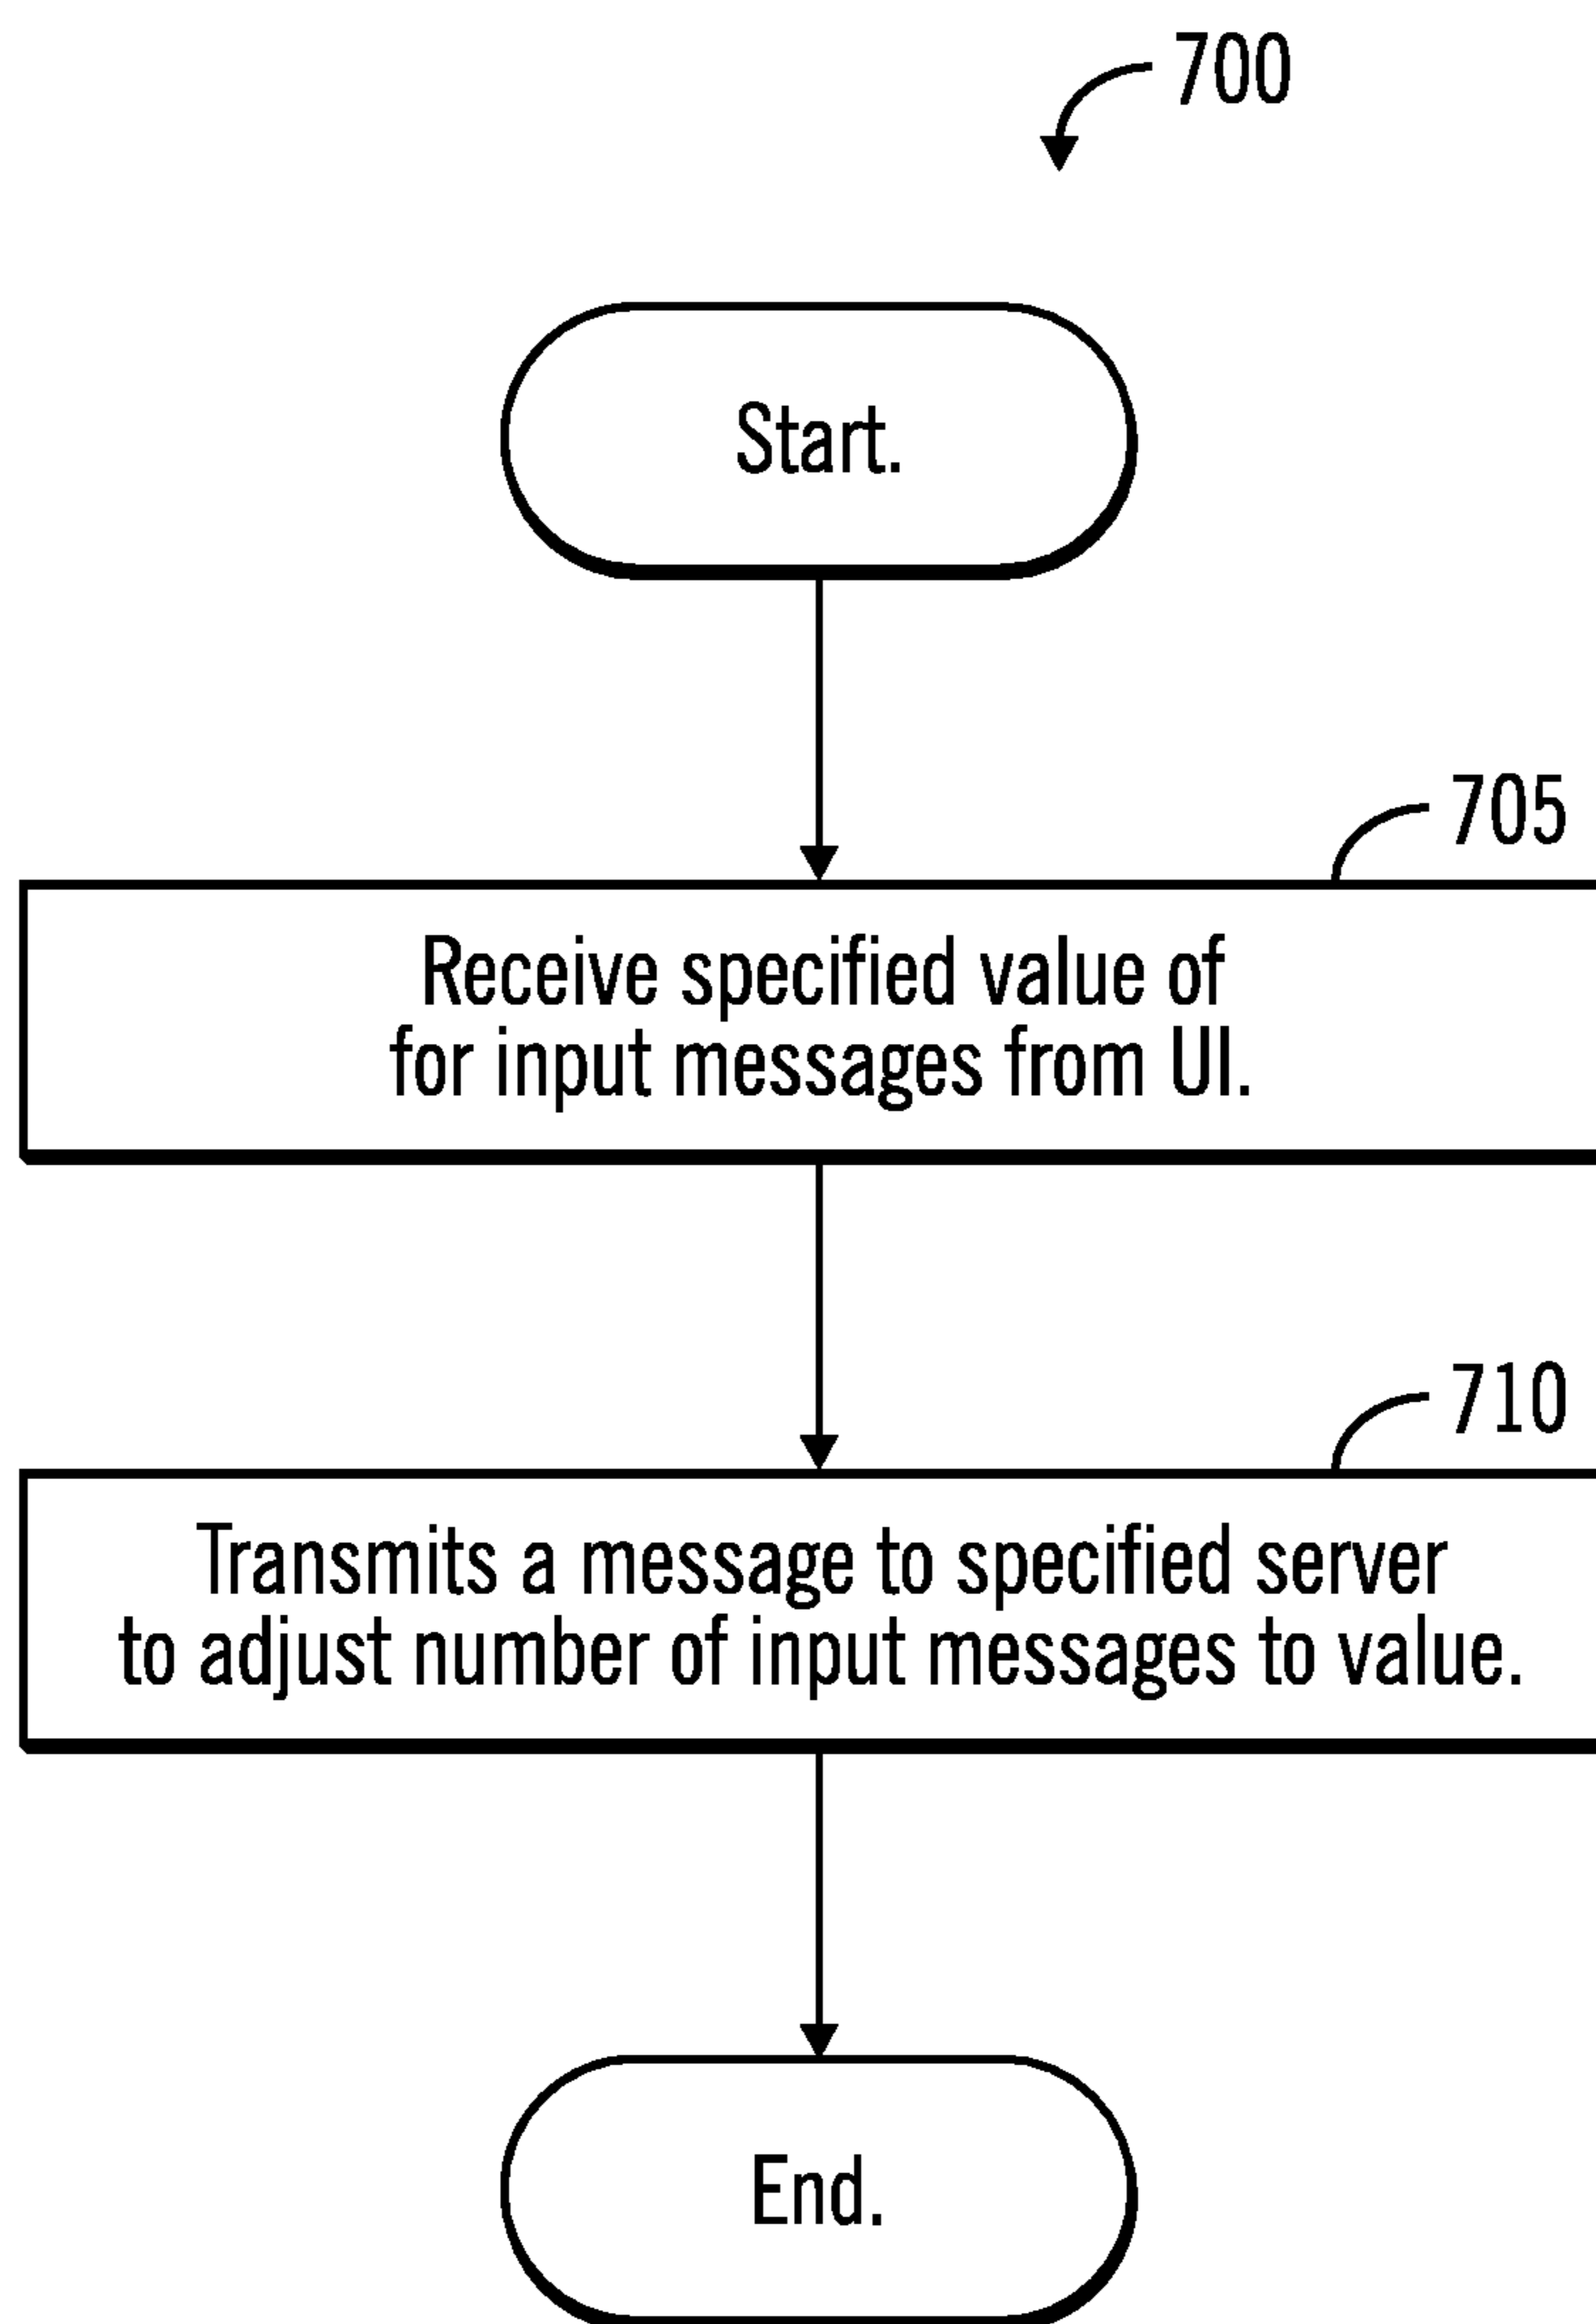 700
Start.
705
Receive specified value of
for input messages from UI.
710
Transmits a message to specified server
to adjust number of input messages to value.
End.